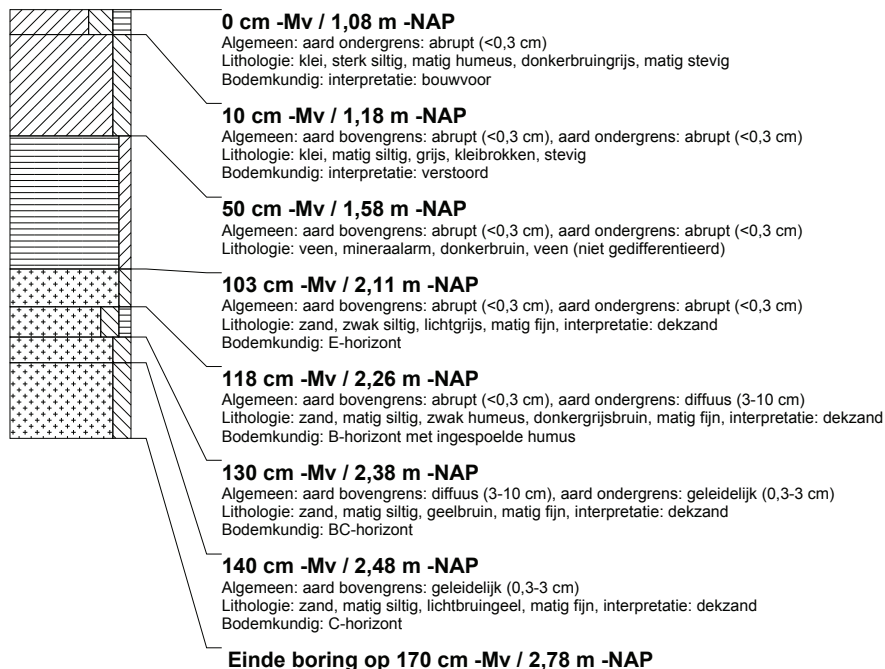 0 cm -Mv / 1,08 m -NAP
Algemeen: aard ondergrens: abrupt (<0,3 cm)
Lithologie: klei, sterk siltig, matig humeus, donkerbruingrijs, matig stevig
Bodemkundig: interpretatie: bouwvoor
10 cm -Mv / 1,18 m -NAP
Algemeen: aard bovengrens: abrupt (<0,3 cm), aard ondergrens: abrupt (<0,3 cm)
Lithologie: klei, matig siltig, grijs, kleibrokken, stevig
Bodemkundig: interpretatie: verstoord
50 cm -Mv / 1,58 m -NAP
Algemeen: aard bovengrens: abrupt (<0,3 cm), aard ondergrens: abrupt (<0,3 cm)
Lithologie: veen, mineraalarm, donkerbruin, veen (niet gedifferentieerd)
103 cm -Mv / 2,11 m -NAP
Algemeen: aard bovengrens: abrupt (<0,3 cm), aard ondergrens: abrupt (<0,3 cm)
Lithologie: zand, zwak siltig, lichtgrijs, matig fijn, interpretatie: dekzand
Bodemkundig: E-horizont
118 cm -Mv / 2,26 m -NAP
Algemeen: aard bovengrens: abrupt (<0,3 cm), aard ondergrens: diffuus (3-10 cm)
Lithologie: zand, matig siltig, zwak humeus, donkergrijsbruin, matig fijn, interpretatie: dekzand
Bodemkundig: B-horizont met ingespoelde humus
130 cm -Mv / 2,38 m -NAP
Algemeen: aard bovengrens: diffuus (3-10 cm), aard ondergrens: geleidelijk (0,3-3 cm)
Lithologie: zand, matig siltig, geelbruin, matig fijn, interpretatie: dekzand
Bodemkundig: BC-horizont
140 cm -Mv / 2,48 m -NAP
Algemeen: aard bovengrens: geleidelijk (0,3-3 cm)
Lithologie: zand, matig siltig, lichtbruingeel, matig fijn, interpretatie: dekzand
Bodemkundig: C-horizont
Einde boring op 170 cm -Mv / 2,78 m -NAP